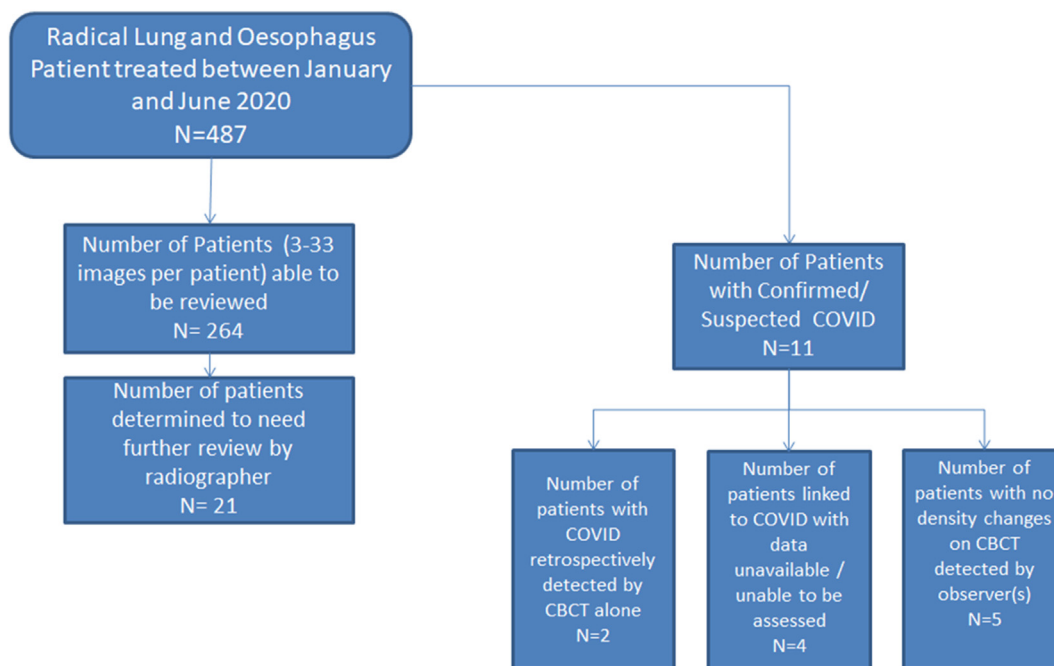 Radical Lung and Oesophagus
Patient treated between January
and June 2020
N=487
Number of Patients (3-33
images per patient) able to
be reviewed
N= 264
Number of patients
determined to need
further review by
radiographer
N= 21
Number of Patients
with Confirmed/
Suspected COVID
N=11
Number of
patients with
COVID
retrospectively
detected by
CBCT alone
N=2
Number of
patients linked
to COVID with
data
unavailable /
unable to be
assessed
N=4
Number of
patients with no
density changes
on CBCT
detected by
observer(s)
N=5